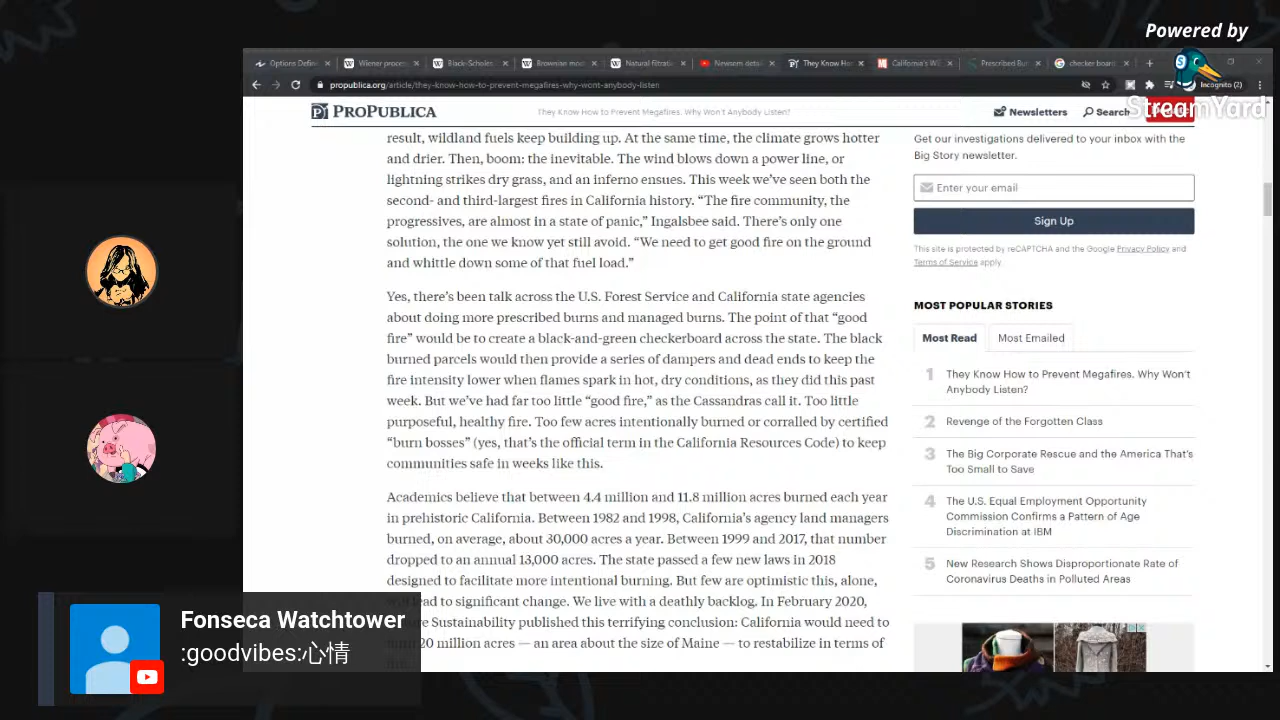 Powered by
StreamYard
Options Define
Wiener proces
Black-Scholes
Brownian mod
Natural filtratio
Newsom detai
They Know Ho
California's Wi
Prescribed Bu
checker board
propublica.org/article/they-know-how-to-prevent-megafires-why-wont-anybody-listen
Incognito (2)
PROPUBLICA
They Know How to Prevent Megafires. Why Won't Anybody Listen?
Newsletters
Search
result, wildland fuels keep building up. At the same time, the climate grows hotter
and drier. Then, boom: the inevitable. The wind blows down a power line, or
lightning strikes dry grass, and an inferno ensues. This week we've seen both the
second- and third-largest fires in California history. “The fire community, the
progressives, are almost in a state of panic,” Ingalsbee said. There's only one
solution, the one we know yet still avoid. “We need to get good fire on the ground
and whittle down some of that fuel load.”
Yes, there's been talk across the U.S. Forest Service and California state agencies
about doing more prescribed burns and managed burns. The point of that “good
fire” would be to create a black-and-green checkerboard across the state. The black
burned parcels would then provide a series of dampers and dead ends to keep the
fire intensity lower when flames spark in hot, dry conditions, as they did this past
week. But we've had far too little “good fire,” as the Cassandras call it. Too little
purposeful, healthy fire. Too few acres intentionally burned or corralled by certified
“burn bosses” (yes, that's the official term in the California Resources Code) to keep
communities safe in weeks like this.
Academics believe that between 4.4 million and 11.8 million acres burned each year
in prehistoric California. Between 1982 and 1998, California's agency land managers
burned, on average, about 30,000 acres a year. Between 1999 and 2017, that number
dropped to an annual 13,000 acres. The state passed a few new laws in 2018
designed to facilitate more intentional burning. But few are optimistic this, alone,
lead to significant change. We live with a deathly backlog. In February 2020,
Sustainability published this terrifying conclusion: California would need to
20 million acres — an area about the size of Maine — to restabilize in terms of
Get our investigations delivered to your inbox with the
Big Story newsletter.
Enter your email
Sign Up
This site is protected by reCAPTCHA and the Google Privacy Policy and
Terms of Service apply.
MOST POPULAR STORIES
Most Read
Most Emailed
1 They Know How to Prevent Megafires. Why Won't
Anybody Listen?
2 Revenge of the Forgotten Class
3 The Big Corporate Rescue and the America That's
Too Small to Save
4 The U.S. Equal Employment Opportunity
Commission Confirms a Pattern of Age
Discrimination at IBM
5 New Research Shows Disproportionate Rate of
Coronavirus Deaths in Polluted Areas
Fonseca Watchtower
:goodvibes:心情